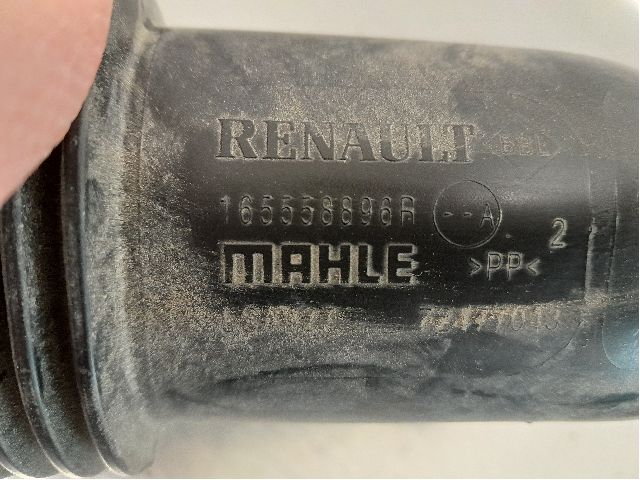 RENAULT
165558896R --A
MAHLE >PP< 2